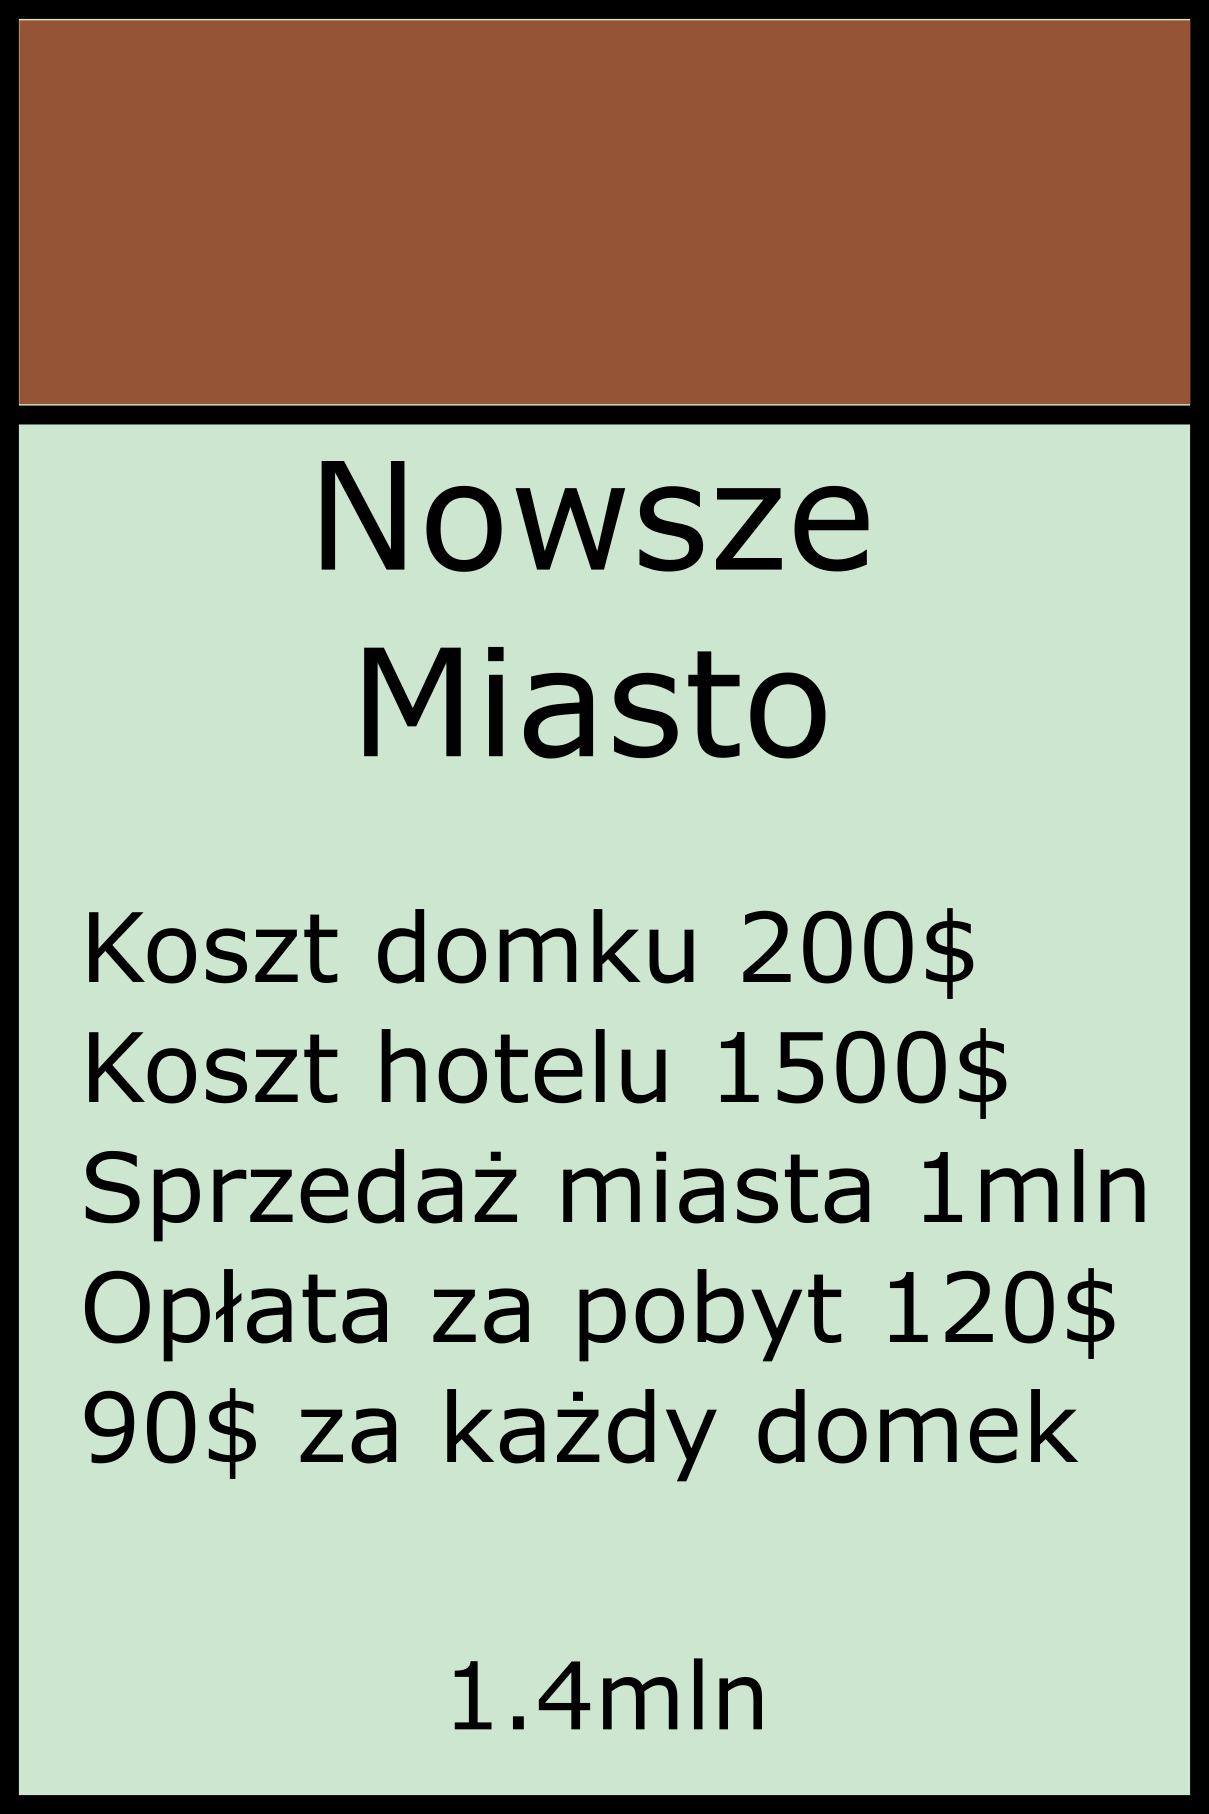 Nowsze
Miasto
Koszt domku 200$
Koszt hotelu 1500$
Sprzedaż miasta 1mln
Opłata za pobyt 120$
90$ za każdy domek
1.4mln